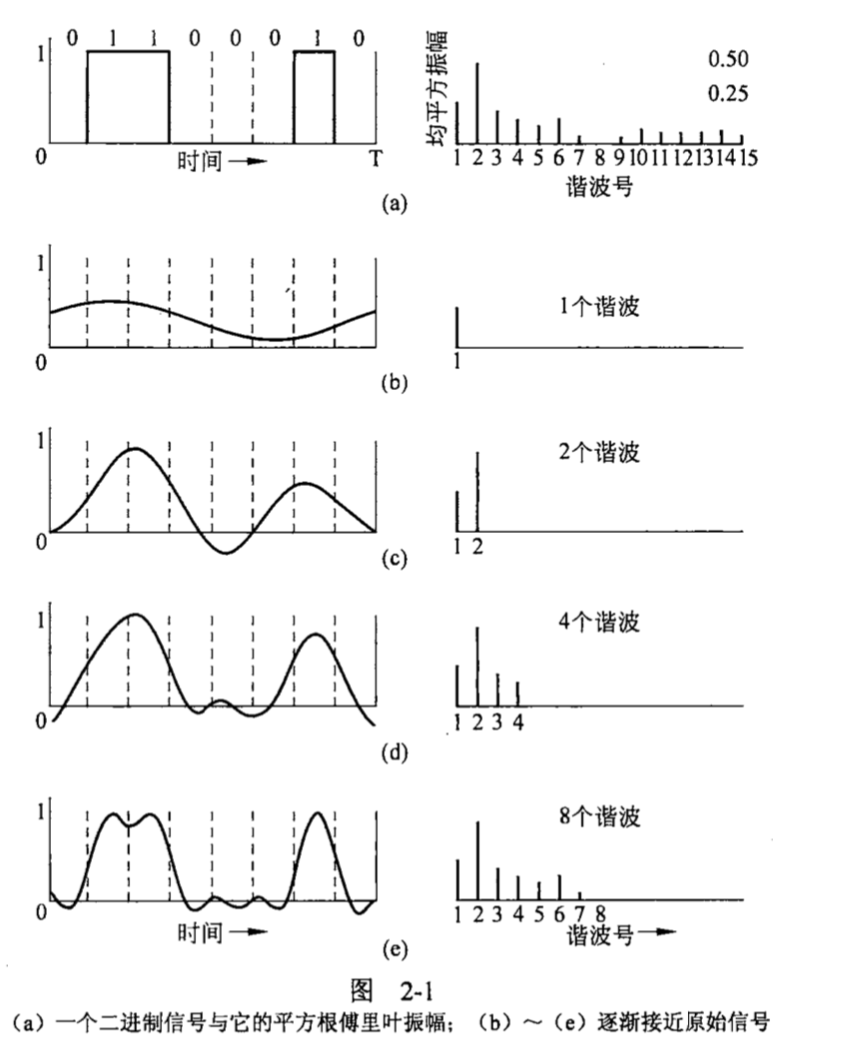 0 1 1 0 0 0 1 0
1
0
时间
T
均平方振幅
0.50
0.25
1 2 3 4 5 6 7 8 9 10 11 12 13 14 15
谐波号
(a)
1
0
1个谐波
1
(b)
1
0
2个谐波
1 2
(c)
1
0
4个谐波
1 2 3 4
(d)
1
0
时间
8个谐波
1 2 3 4 5 6 7 8
谐波号
(e)
图 2-1
(a) 一个二进制信号与它的平方根傅里叶振幅；(b)～(e) 逐渐接近原始信号